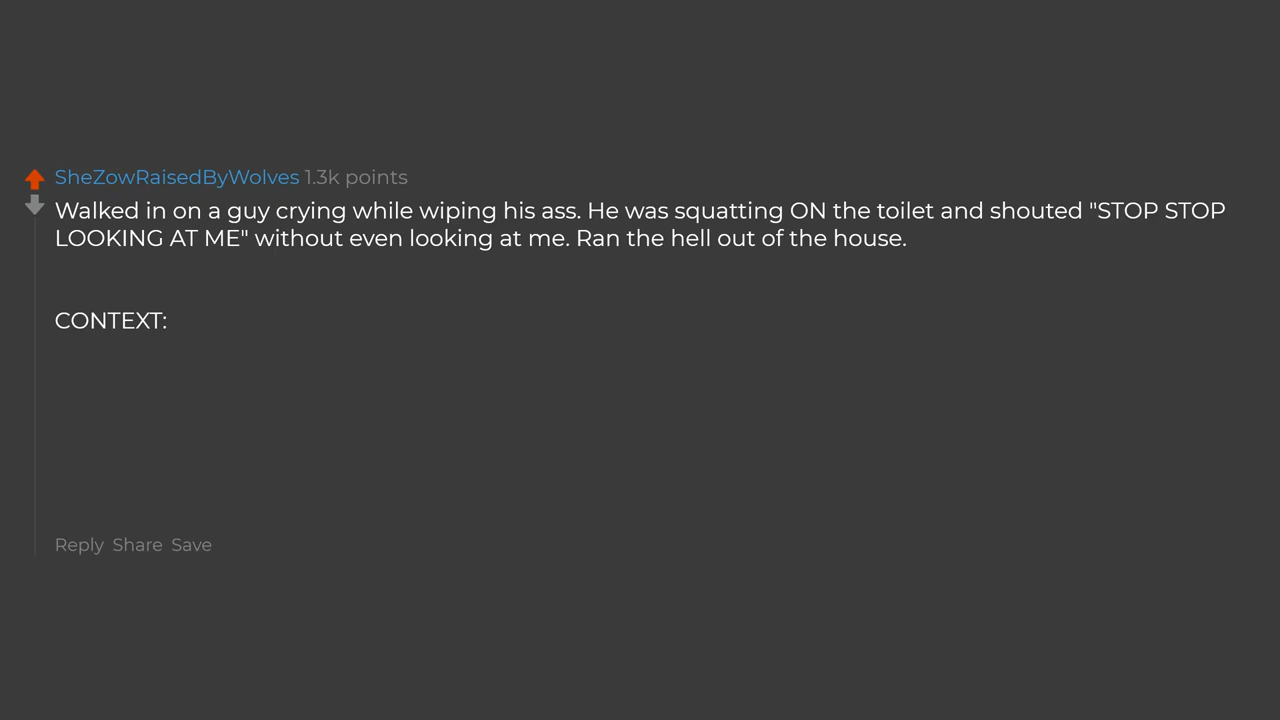 SheZowRaisedByWolves 1.3k points
Walked in on a guy crying while wiping his ass. He was squatting ON the toilet and shouted "STOP STOP
LOOKING AT ME" without even looking at me. Ran the hell out of the house.
CONTEXT:
Reply Share Save